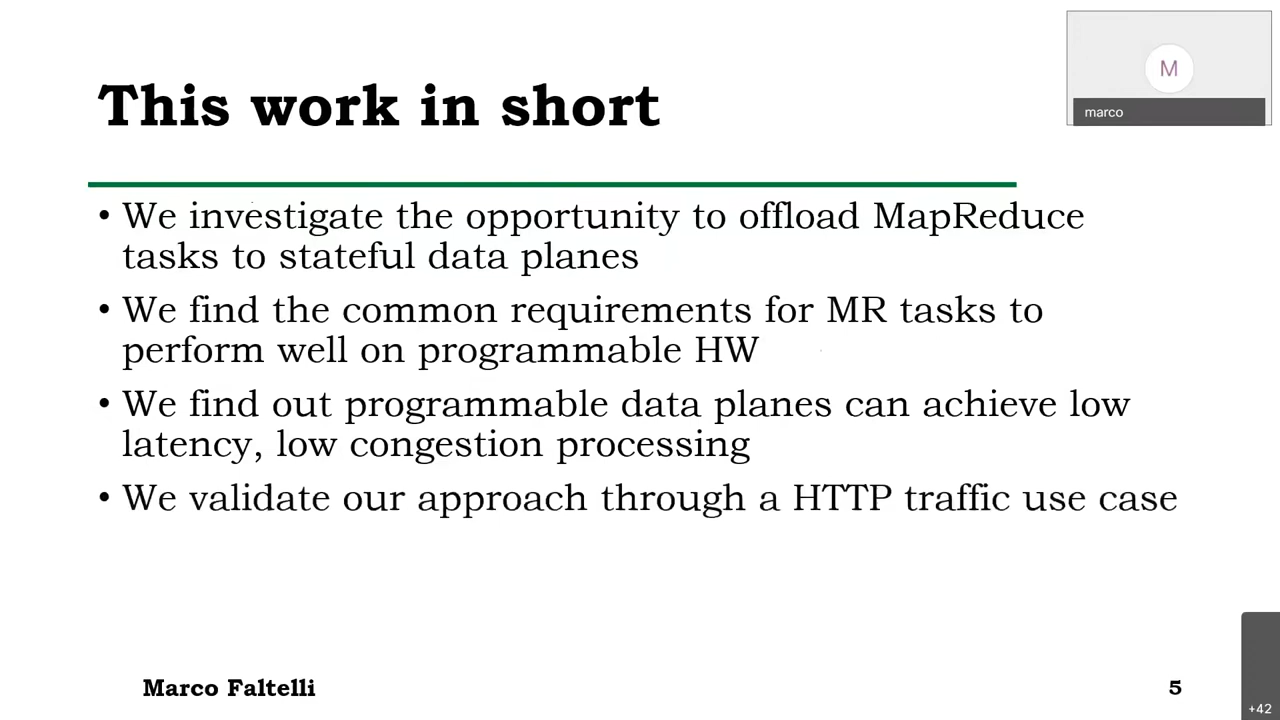 M
marco
This work in short
• We investigate the opportunity to offload MapReduce
tasks to stateful data planes
• We find the common requirements for MR tasks to
perform well on programmable HW
• We find out programmable data planes can achieve low
latency, low congestion processing
• We validate our approach through a HTTP traffic use case
Marco Faltelli
5
+42